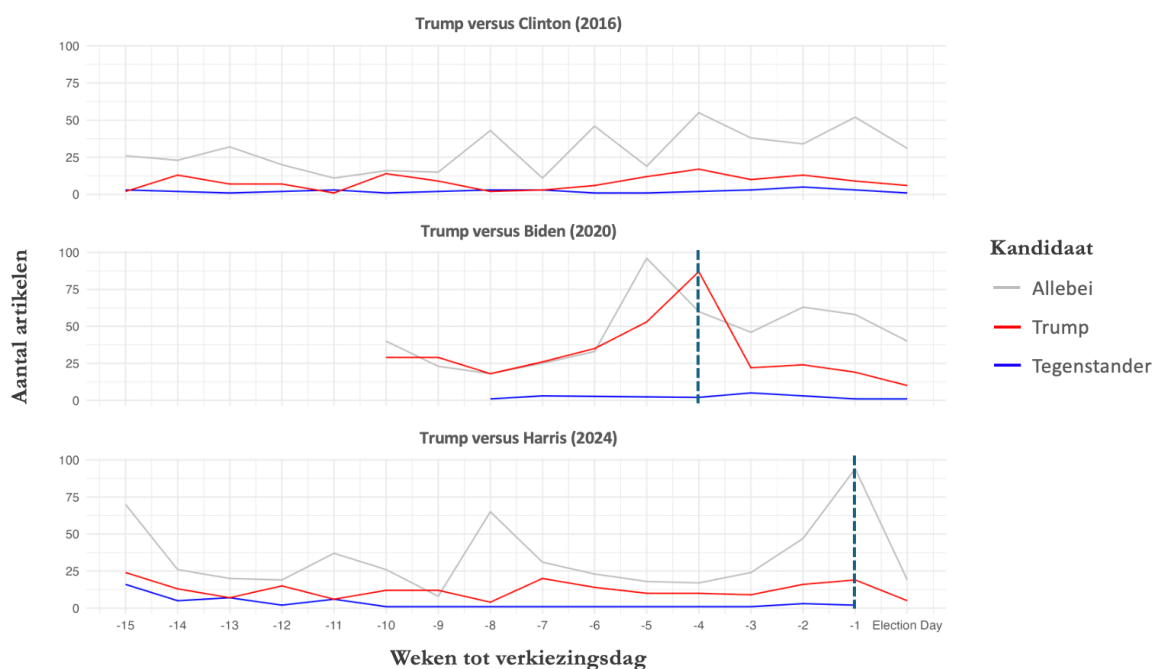 Trump versus Clinton (2016)
100
75
50
25
0
Trump versus Biden (2020)
100
75
50
25
0
Trump versus Harris (2024)
100
75
50
25
0
-15 -14 -13 -12 -11 -10 -9 -8 -7 -6 -5 -4 -3 -2 -1 Election Day
Weken tot verkiezingsdag
Aantal artikelen
Kandidaat
Allebei
Trump
Tegenstander